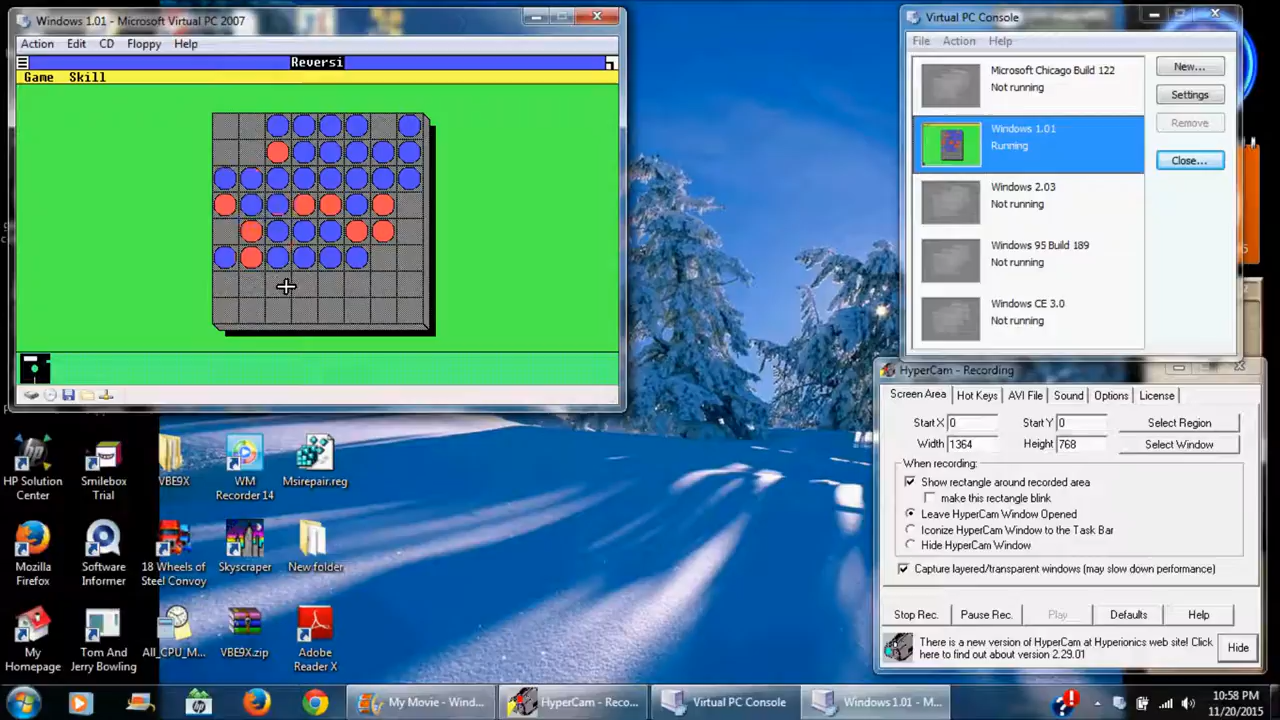 Windows 1.01 - Microsoft Virtual PC 2007
Action Edit CD Floppy Help
Reversi
Game Skill
Virtual PC Console
File Action Help
Microsoft Chicago Build 122
Not running
Windows 1.01
Running
Windows 2.03
Not running
Windows 95 Build 189
Not running
Windows CE 3.0
Not running
New...
Settings
Remove
Close...
HyperCam - Recording
Screen Area Hot Keys AVI File Sound Options License
Start X 0 Start Y 0 Select Region
Width 1364 Height 768 Select Window
When recording:
Show rectangle around recorded area
make this rectangle blink
Leave HyperCam Window Opened
Iconize HyperCam Window to the Task Bar
Hide HyperCam Window
Capture layered/transparent windows (may slow down performance)
Stop Rec. Pause Rec. Play Defaults Help
There is a new version of HyperCam at Hyperionics web site! Click
here to find out about version 2.29.01
Hide
HP Solution
Center
Smilebox
Trial
VBE9X
WM
Recorder 14
Msirepair.reg
Mozilla
Firefox
Software
Informer
18 Wheels of
Steel Convoy
Skyscraper
New folder
My
Homepage
Tom And
Jerry Bowling
All_CPU_M...
VBE9X.zip
Adobe
Reader X
My Movie - Wind...
HyperCam - Reco...
Virtual PC Console
Windows 1.01 - M...
10:58 PM
11/20/2015